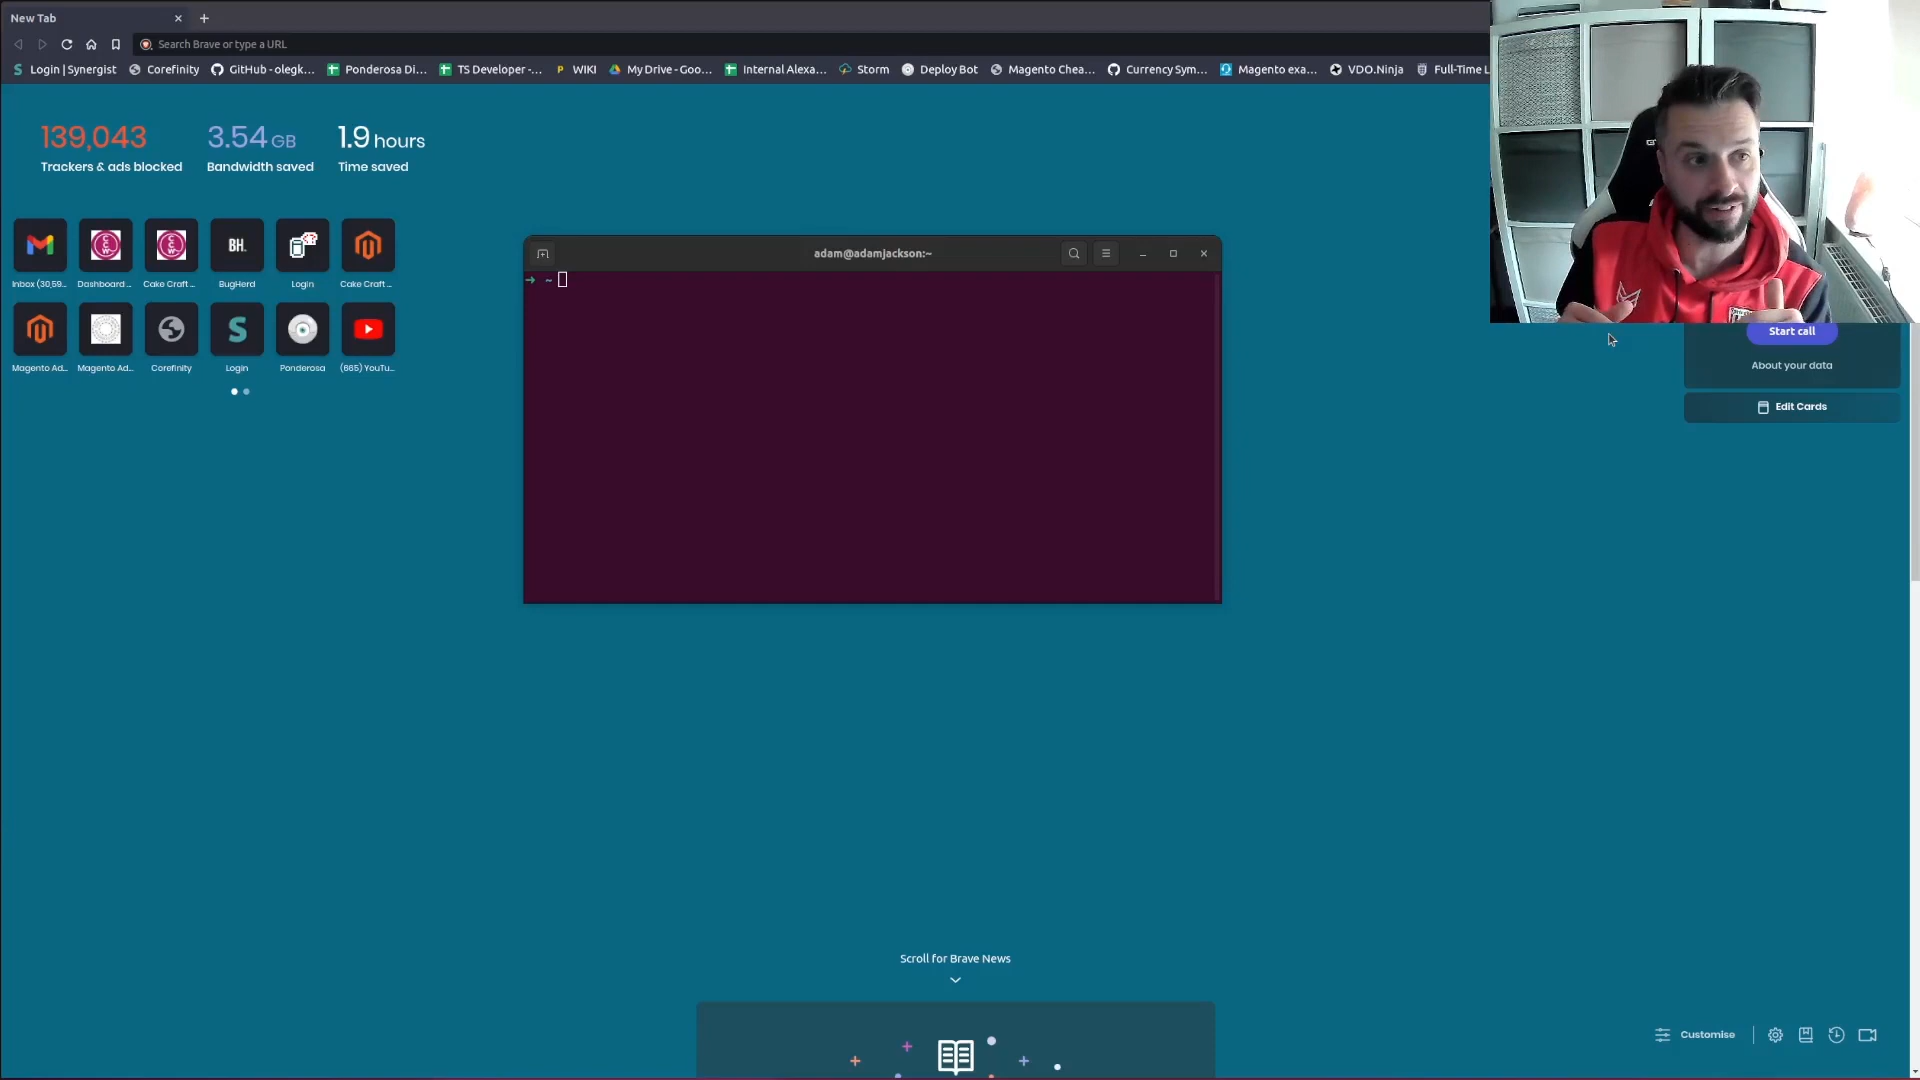 New Tab
Search Brave or type a URL
Login | Synergist
Corefinity
GitHub - olegk...
Ponderosa Di...
TS Developer -...
WIKI
My Drive - Goo...
Internal Alexa...
Storm
Deploy Bot
Magento Chea...
Currency Sym...
Magento exa...
VDO.Ninja
Full-Time L
139,043
Trackers & ads blocked
3.54 GB
Bandwidth saved
1.9 hours
Time saved
BH.
Inbox (30,59...
Dashboard ...
Cake Craft ...
BugHerd
Login
Cake Craft ...
S
Magento Ad...
Magento Ad...
Corefinity
Login
Ponderosa
(665) YouTu...
adam@adamjackson:~
→ ~
Start call
About your data
Edit Cards
Scroll for Brave News
Customise